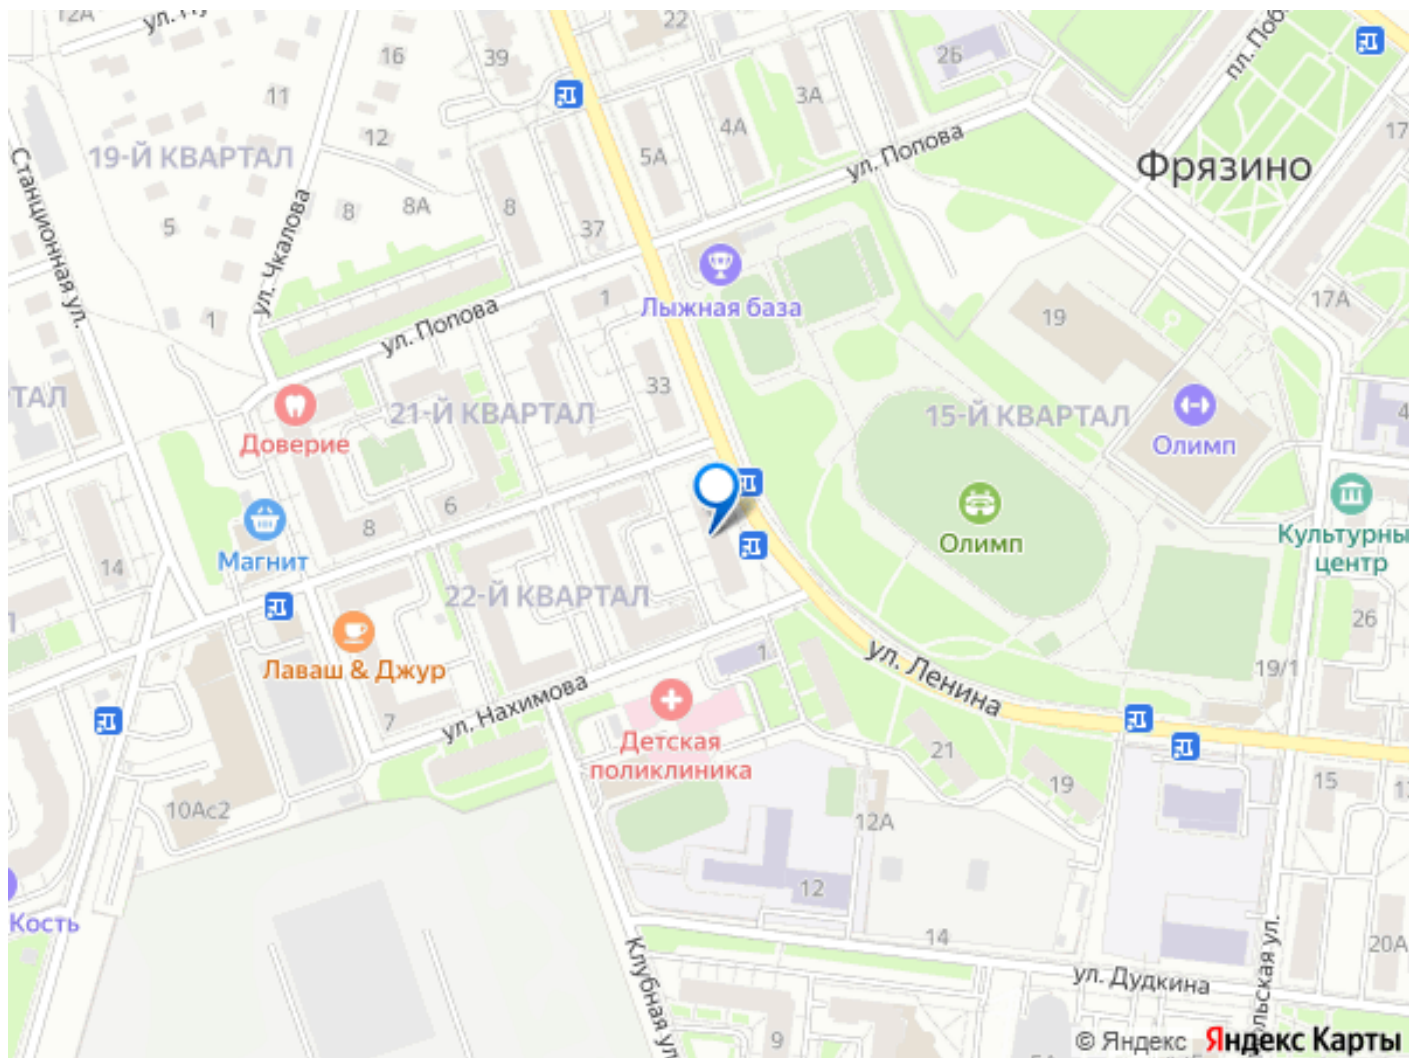 12А
22
39
16
2Б
11
3А
12
4А
17
19-Й КВАРТАЛ
5А
ул. Попова
Фрязино
Станционная ул.
ул. Чкалова
8
8А
8
5
37
1
1
Лыжная база
17А
19
ул. Попова
33
21-Й КВАРТАЛ
15-Й КВАРТАЛ
Доверие
Олимп
6
8
Магнит
Олимп
центр
14
22-Й КВАРТАЛ
26
Лаваш & Джур
1
ул. Ленина
19/1
ул. Нахимова
7
Детская
поликлиника
21
19
15
10Ас2
12А
12
Кость
14
20А
Клубная
ул. Дудкина
9
© Яндекс
Яндекс Карты